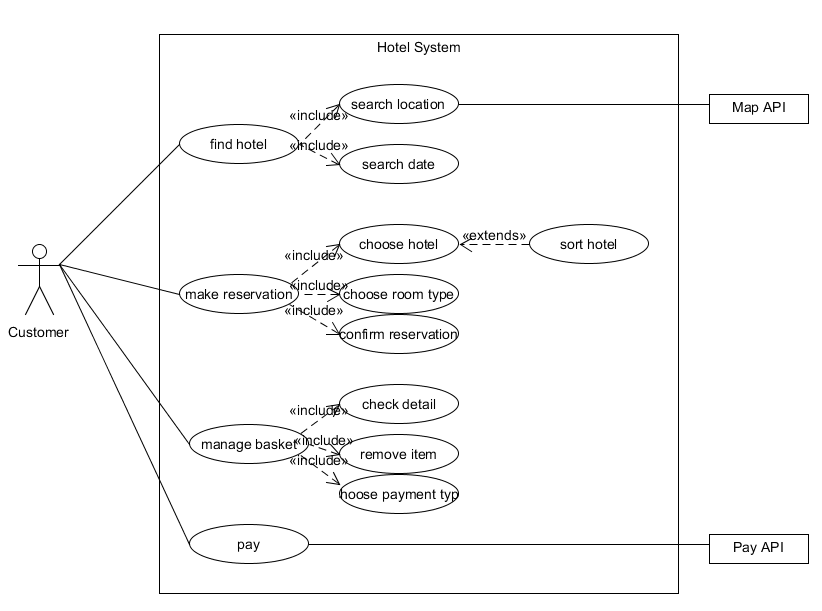 Hotel System
search location
«include»
Map API
find hotel
«include»
search date
«extends»
choose hotel
sort hotel
«include»
make reservation
«include»
choose room type
«include»
confirm reservation
Customer
check detail
«include»
manage basket
«include»
remove item
«include»
hoose payment typ
pay
Pay API